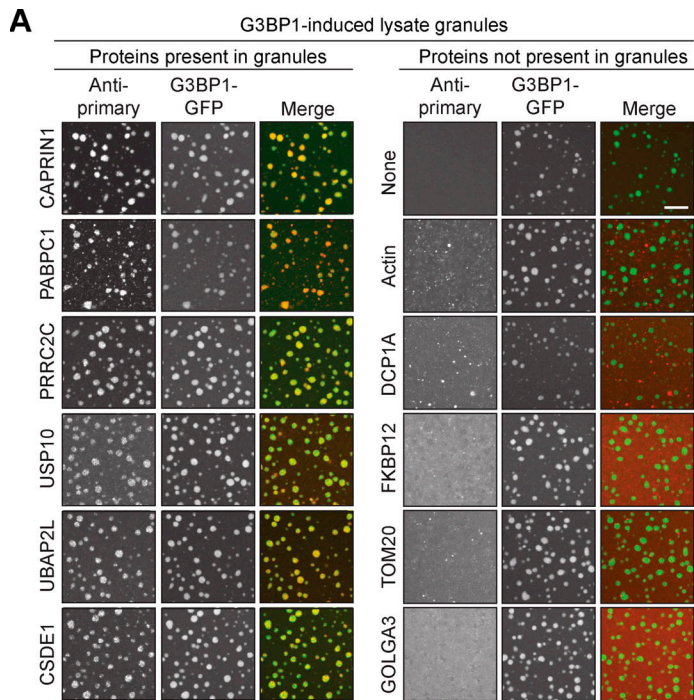 A
G3BP1-induced lysate granules
Proteins present in granules
Anti-
primary
G3BP1-
GFP
Merge
CAPRIN1
PABPC1
PRRC2C
USP10
UBAP2L
CSDE1
Proteins not present in granules
Anti-
primary
G3BP1-
GFP
Merge
None
Actin
DCP1A
FKBP12
TOM20
GOLGA3